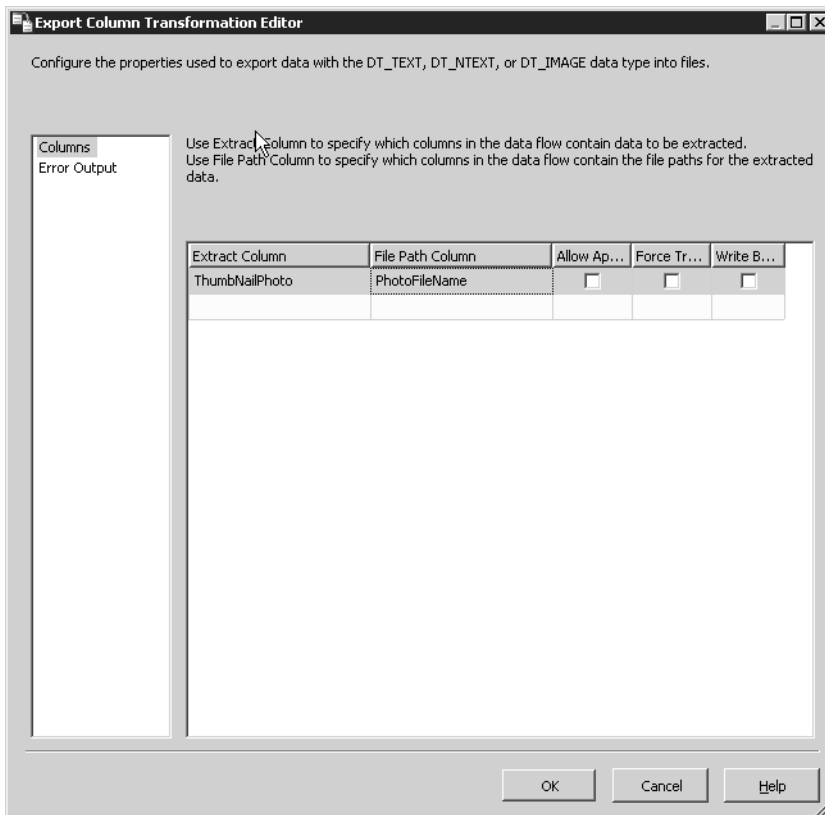 Export Column Transformation Editor
Configure the properties used to export data with the DT_TEXT, DT_NTEXT, or DT_IMAGE data type into files.
Columns
Error Output
Use Extract Column to specify which columns in the data flow contain data to be extracted.
Use File Path Column to specify which columns in the data flow contain the file paths for the extracted
data.
Extract Column File Path Column Allow Ap... Force Tr... Write B...
ThumbNailPhoto PhotoFileName
OK Cancel Help